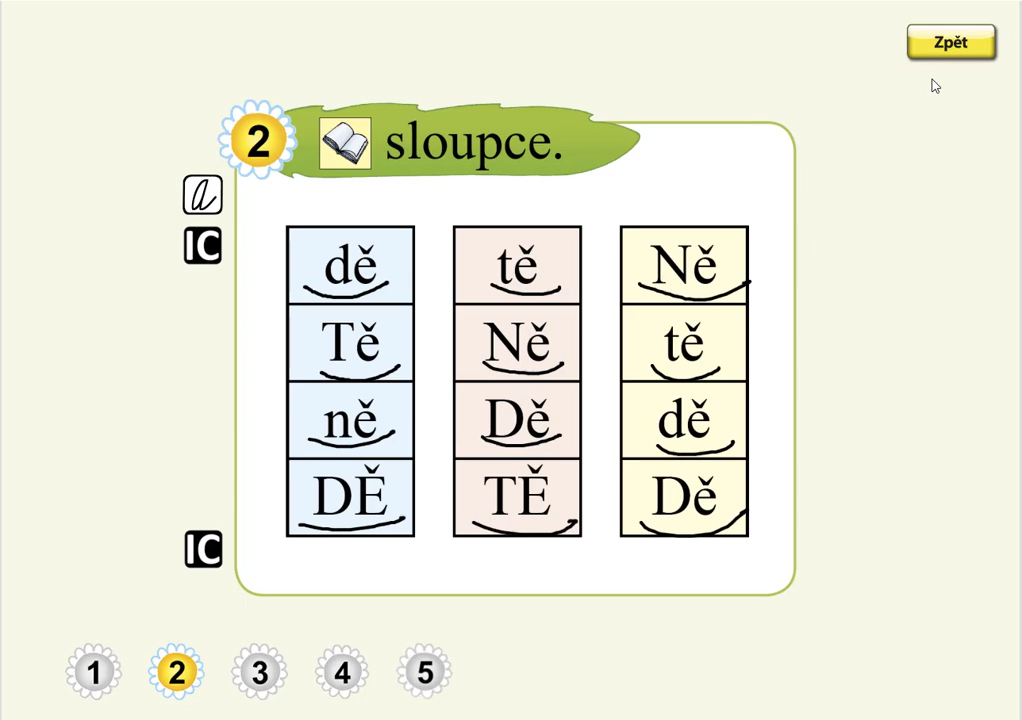 Zpět
2 sloupce.
a
IC
dě tě Ně
Tě Ně tě
ně Dě dě
DĚ TĚ Dě
IC
1 2 3 4 5